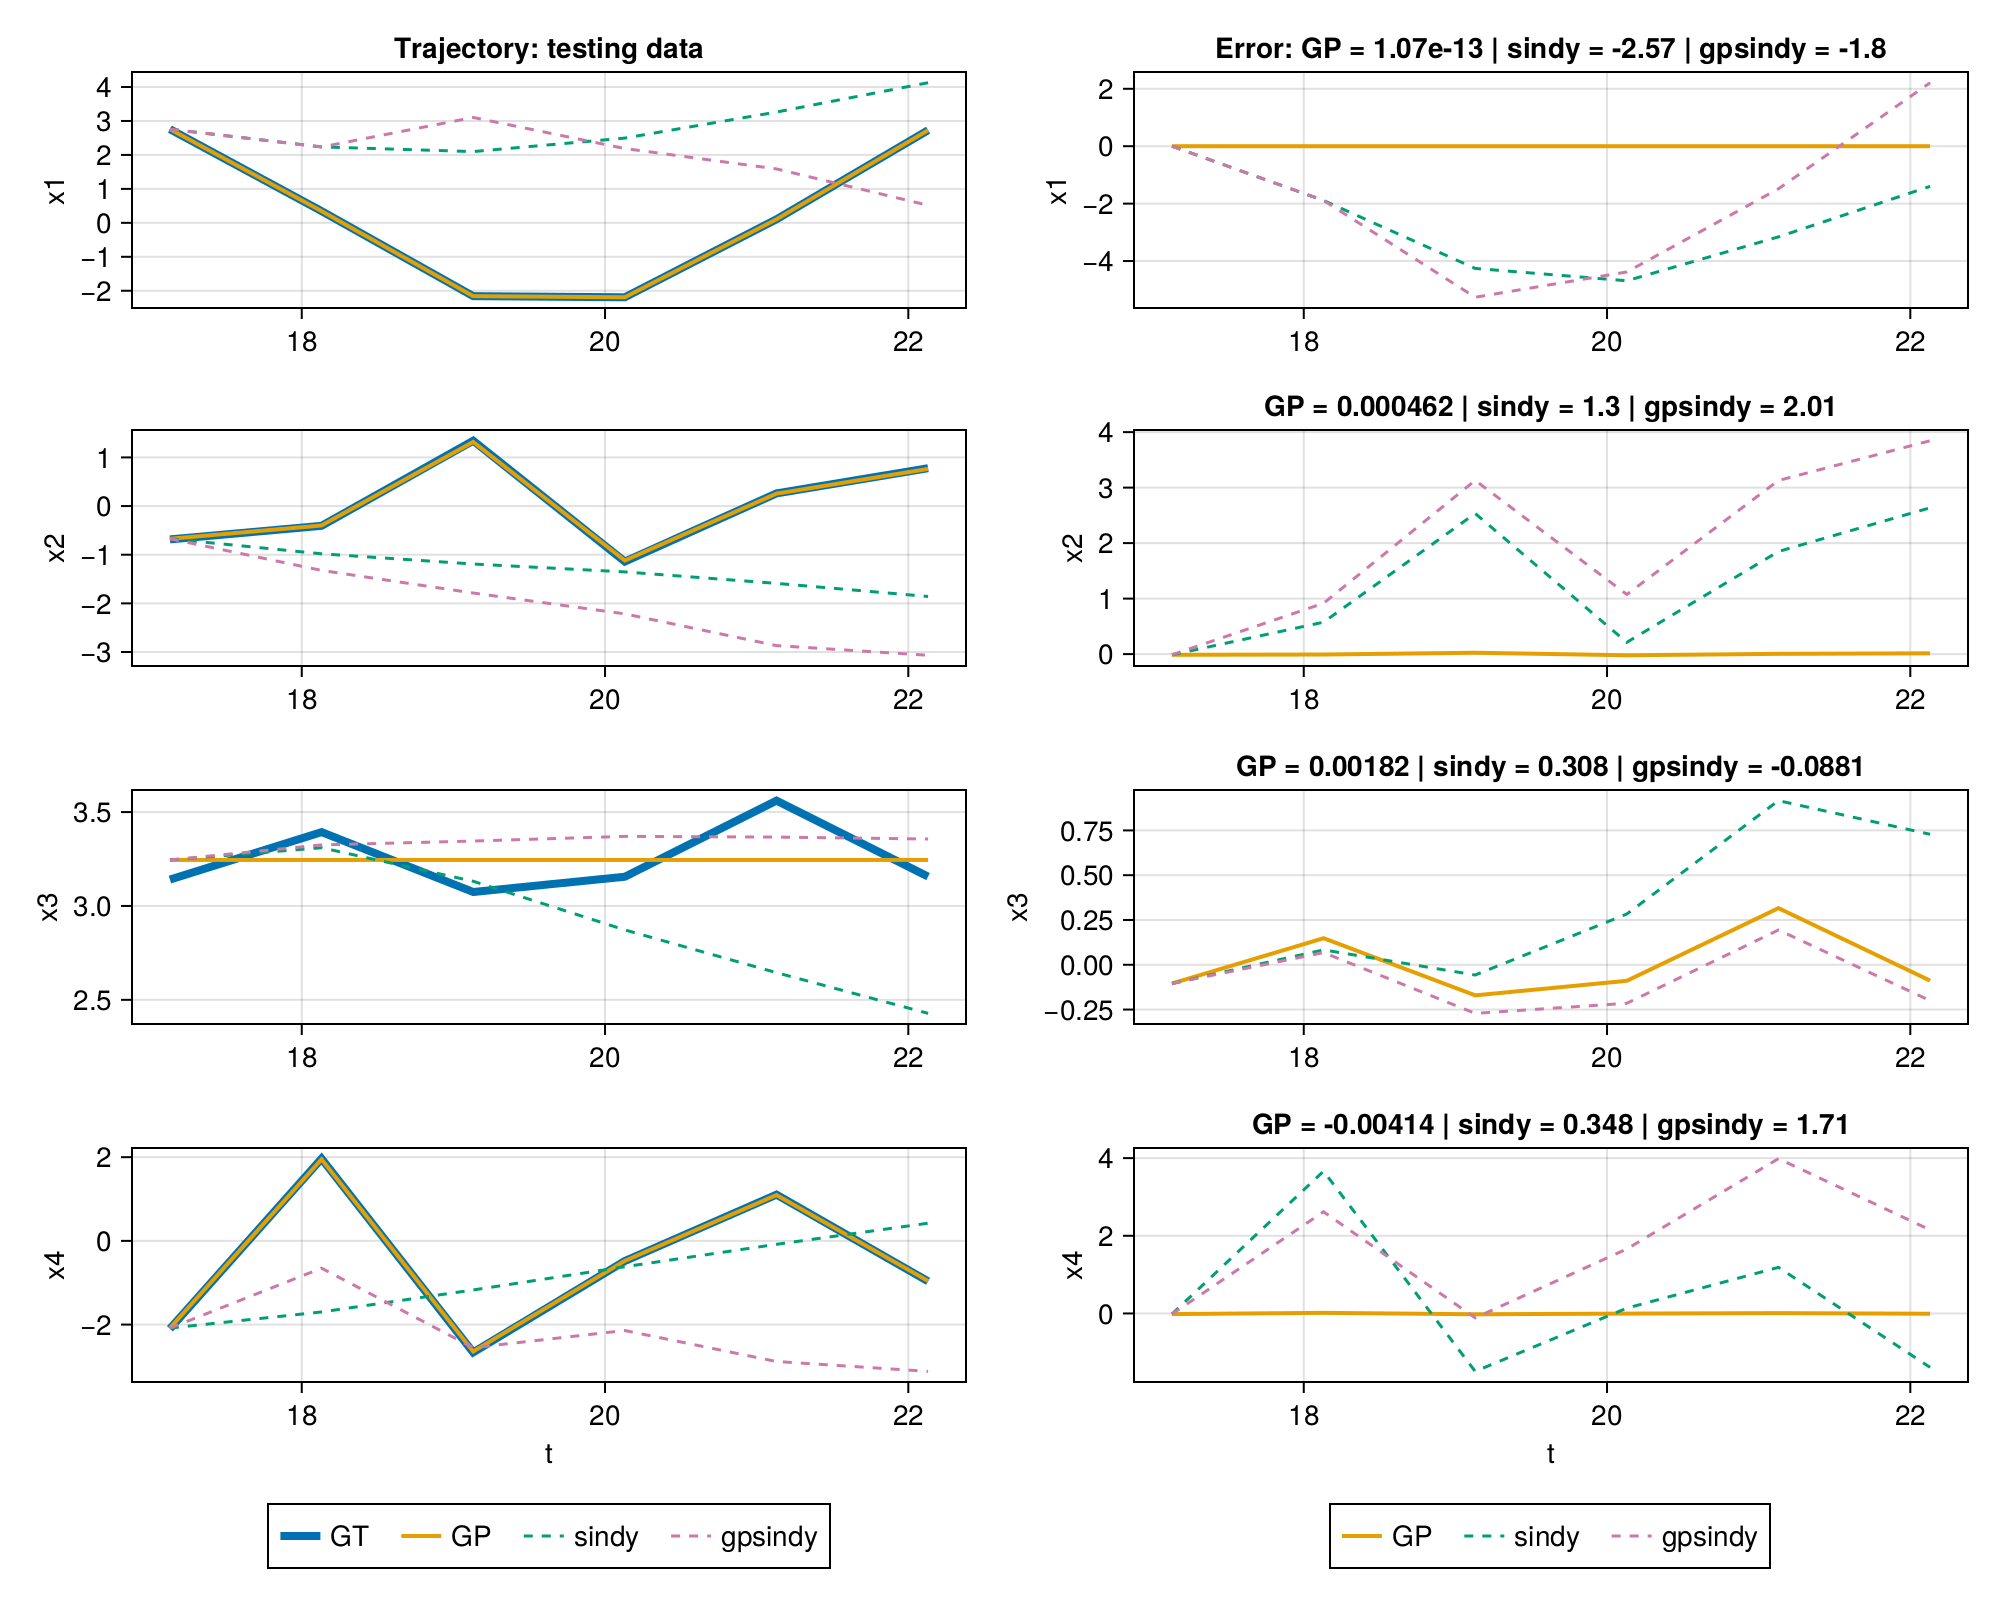 Trajectory: testing data
4
3
2
1
0
−1
−2
x1
18 20 22
Error: GP = 1.07e-13 | sindy = -2.57 | gpsindy = -1.8
2
0
−2
−4
x1
18 20 22
1
0
−1
−2
−3
x2
18 20 22
GP = 0.000462 | sindy = 1.3 | gpsindy = 2.01
4
3
2
1
0
x2
18 20 22
3.5
3.0
2.5
x3
18 20 22
GP = 0.00182 | sindy = 0.308 | gpsindy = -0.0881
0.75
0.50
0.25
0.00
−0.25
x3
18 20 22
2
0
−2
x4
18 20 22
t
GP = -0.00414 | sindy = 0.348 | gpsindy = 1.71
4
2
0
x4
18 20 22
t
GT GP sindy gpsindy
GP sindy gpsindy